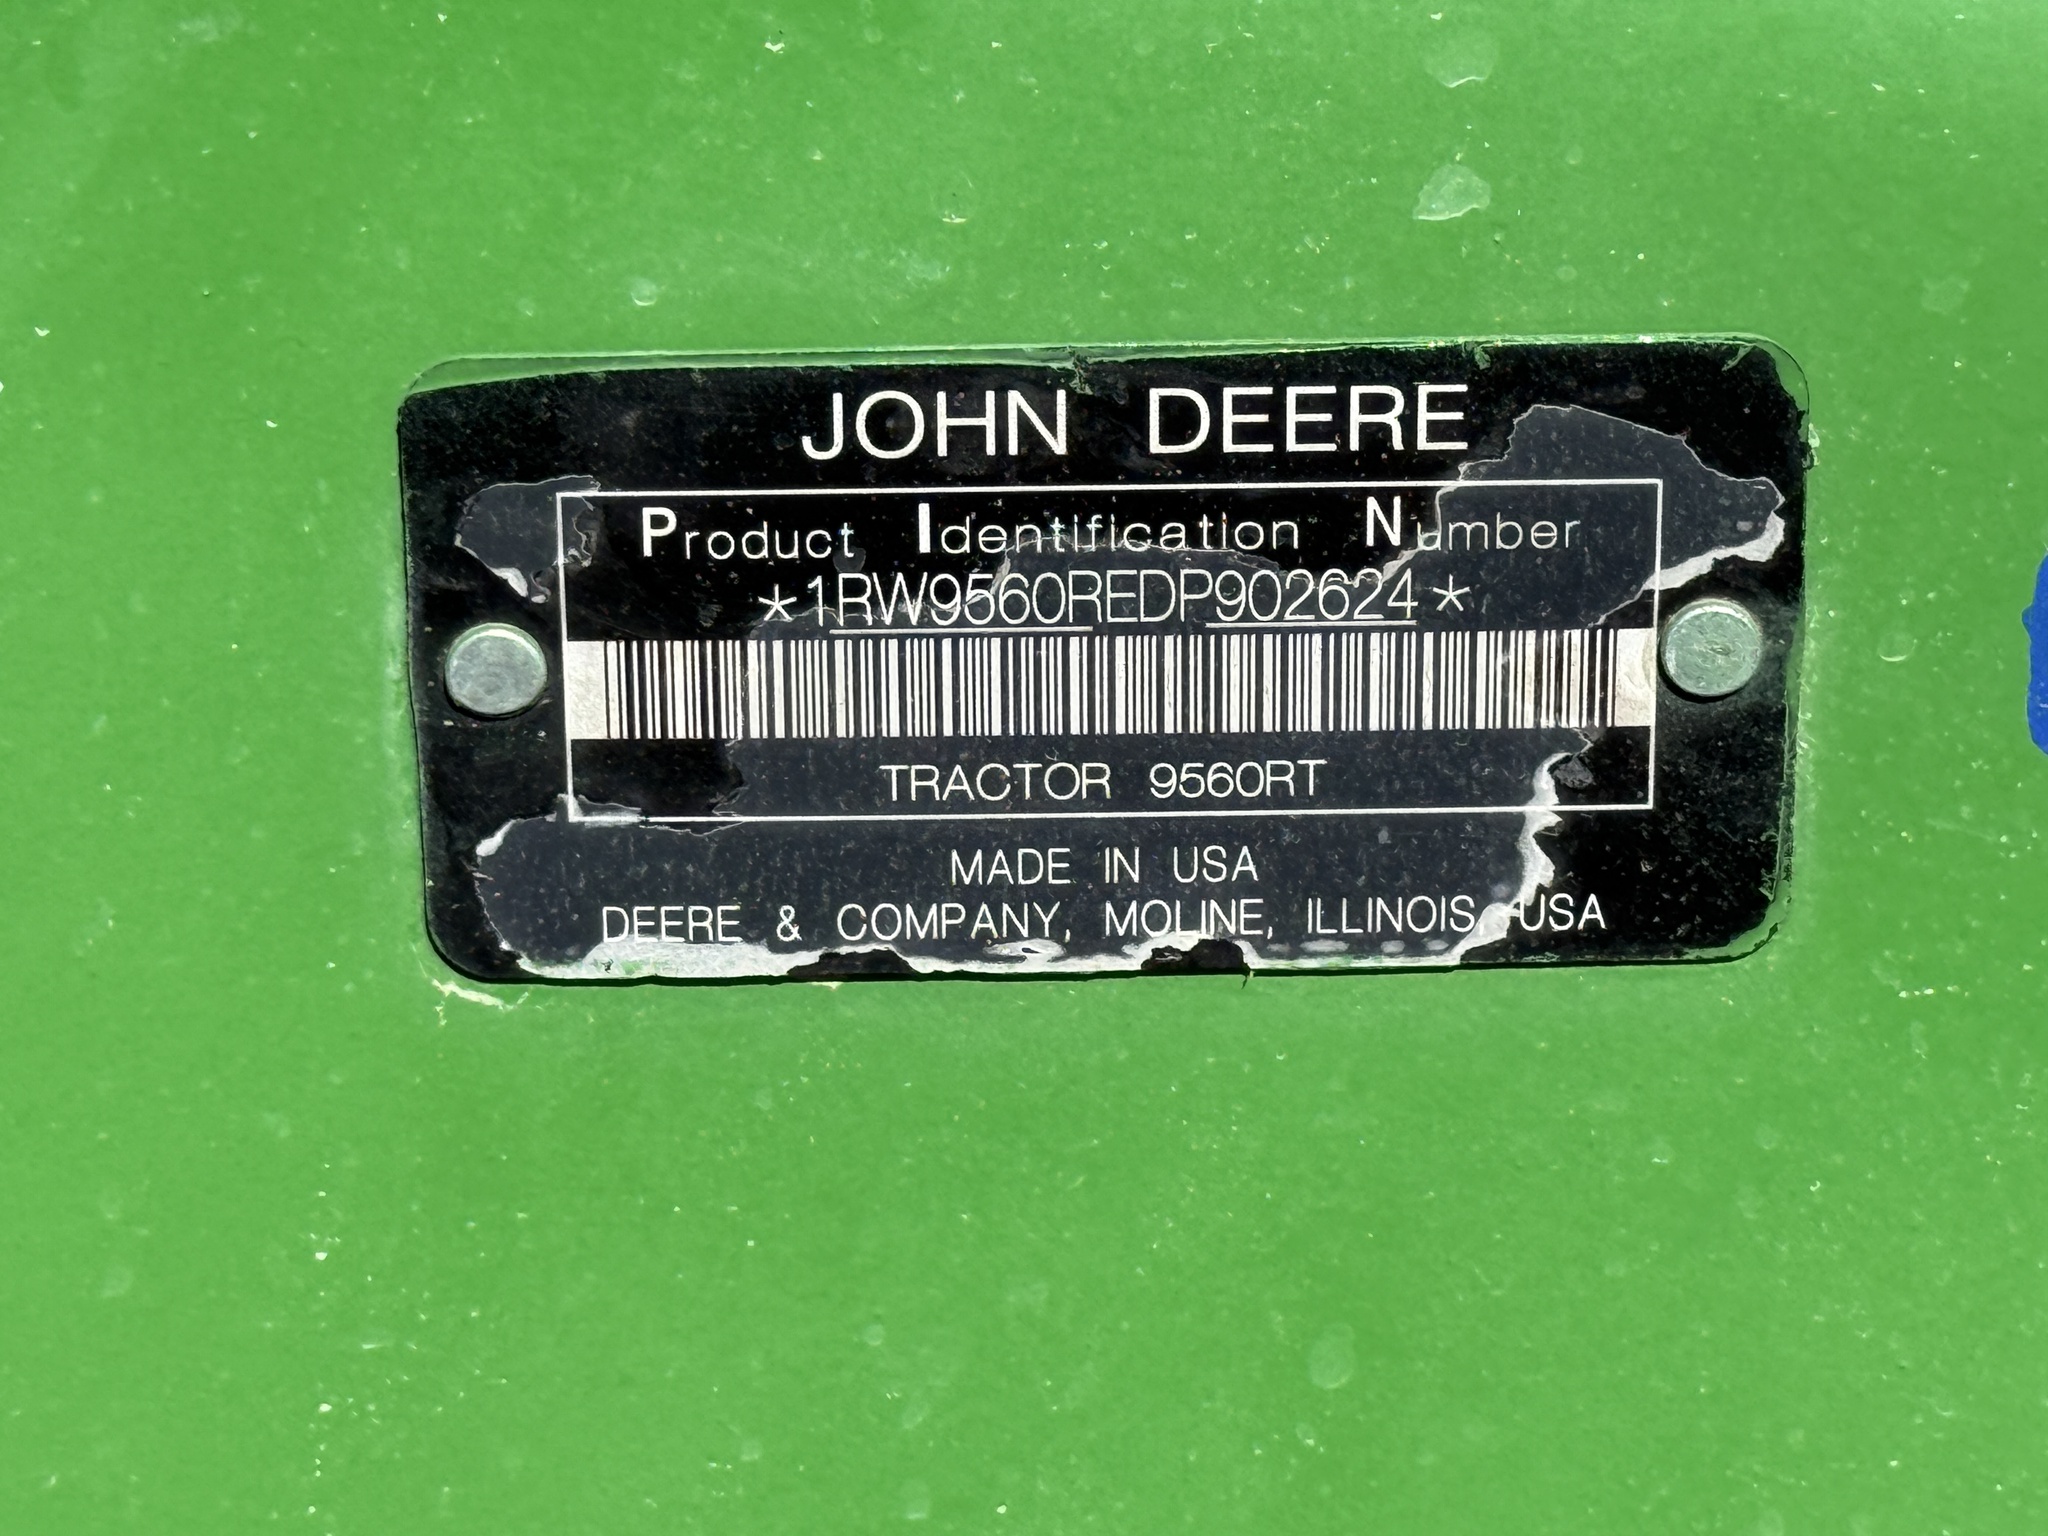 JOHN DEERE
Product Identification Number
*1RW9560REDP902624*
TRACTOR 9560RT
MADE IN USA
DEERE & COMPANY, MOLINE, ILLINOIS, USA